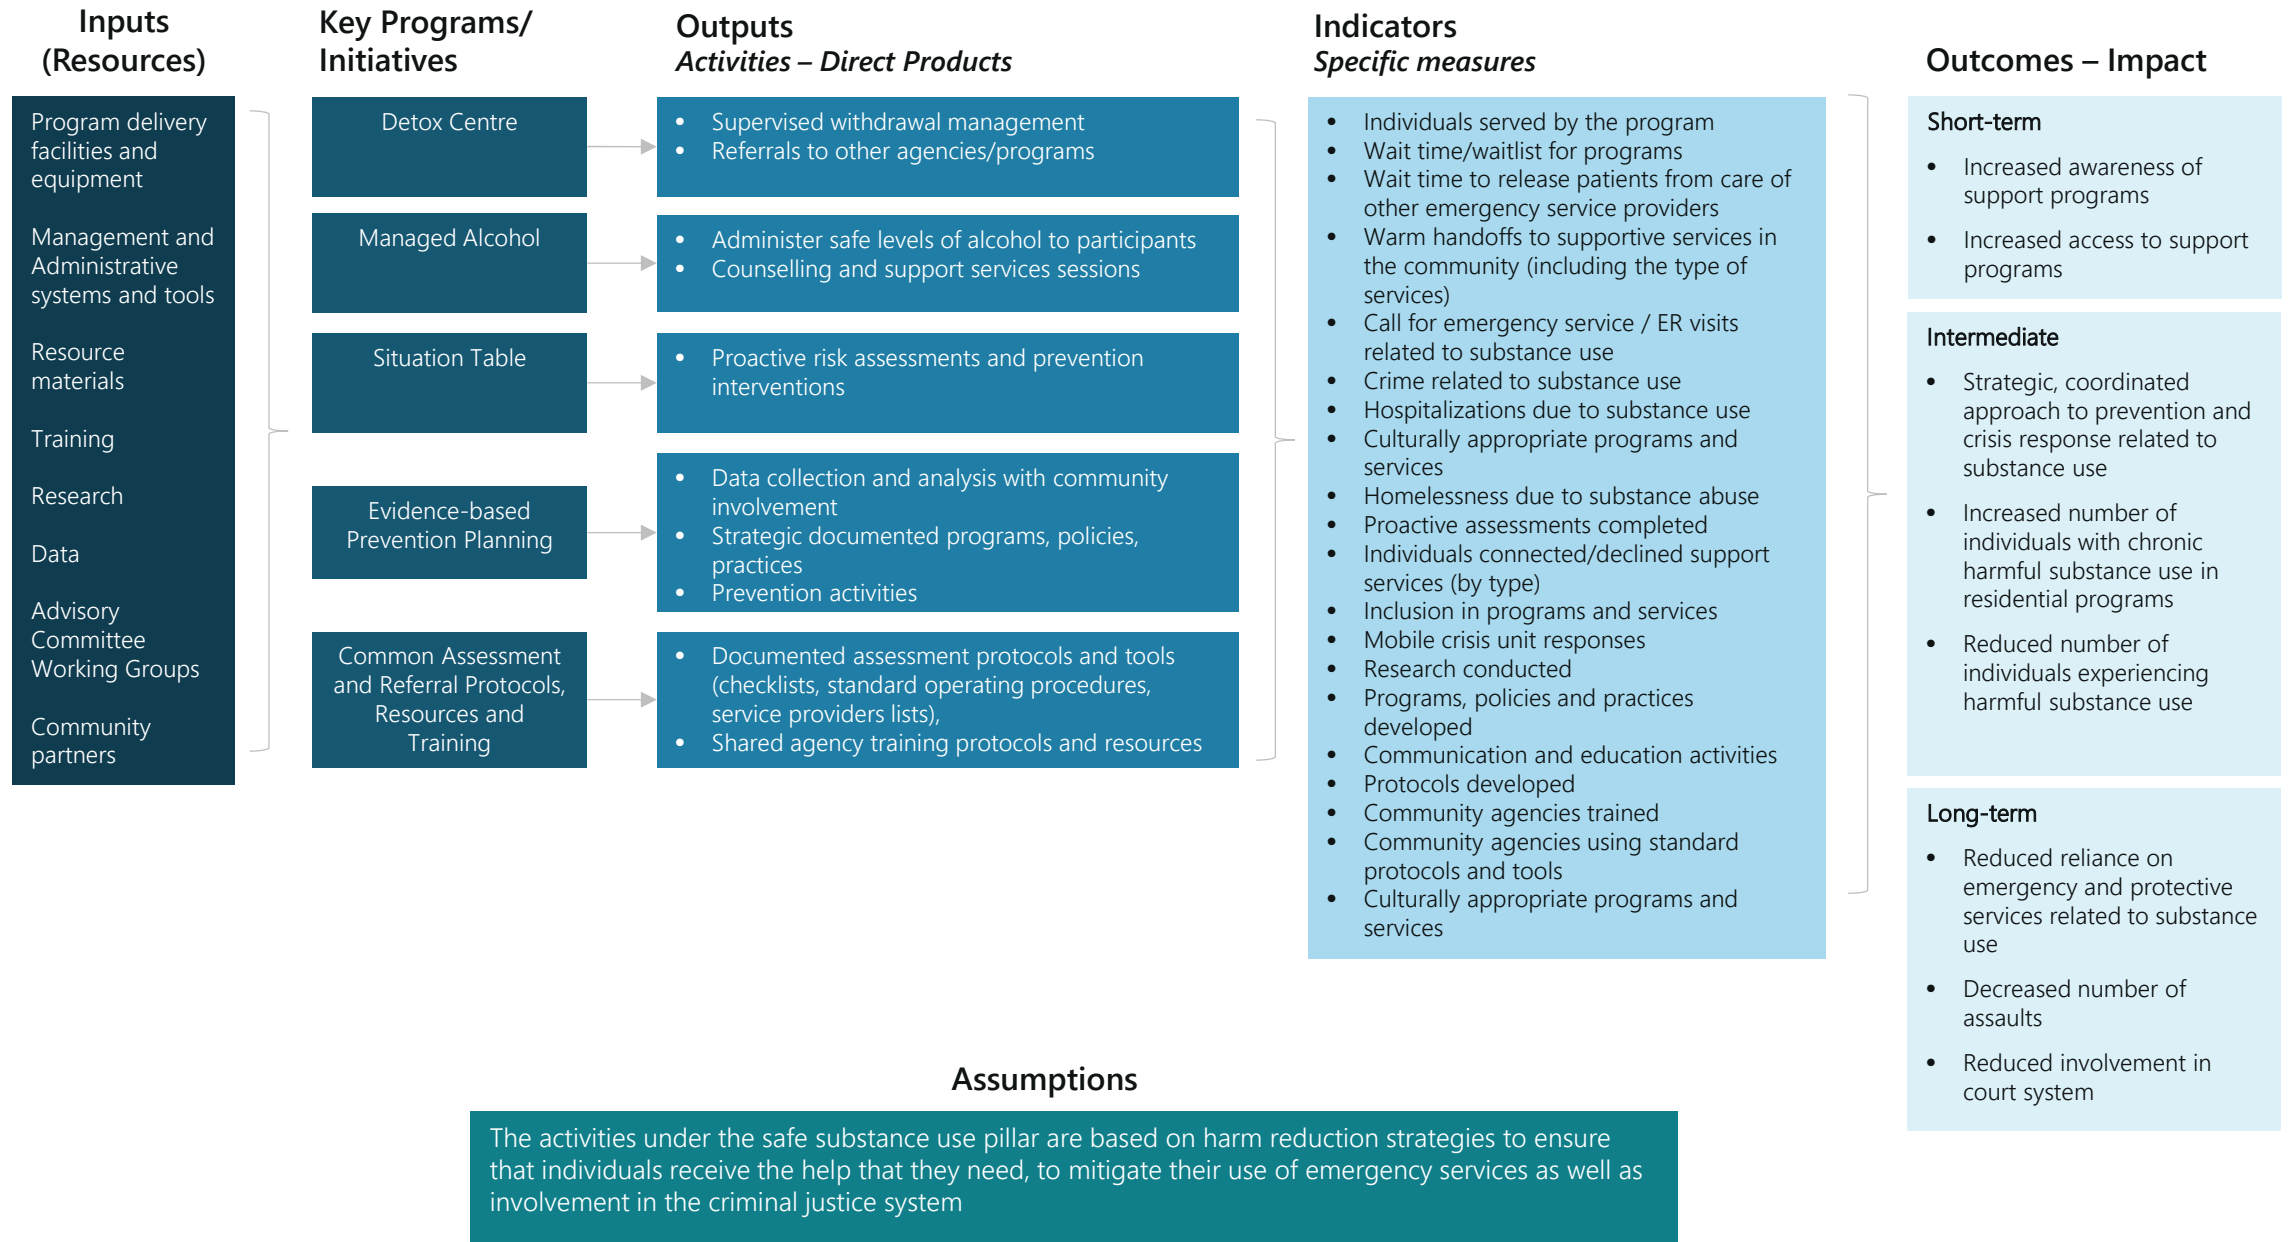 Inputs
(Resources)
Program delivery
facilities and
equipment
Management and
Administrative
systems and tools
Resource
materials
Training
Research
Data
Advisory
Committee
Working Groups
Community
partners
Key Programs/
Initiatives
Detox Centre
Managed Alcohol
Situation Table
Evidence-based
Prevention Planning
Common Assessment
and Referral Protocols,
Resources and
Training
Outputs
Activities – Direct Products
• Supervised withdrawal management
• Referrals to other agencies/programs
• Administer safe levels of alcohol to participants
• Counselling and support services sessions
• Proactive risk assessments and prevention
interventions
• Data collection and analysis with community
involvement
• Strategic documented programs, policies,
practices
• Prevention activities
• Documented assessment protocols and tools
(checklists, standard operating procedures,
service providers lists),
• Shared agency training protocols and resources
Indicators
Specific measures
• Individuals served by the program
• Wait time/waitlist for programs
• Wait time to release patients from care of
other emergency service providers
• Warm handoffs to supportive services in
the community (including the type of
services)
• Call for emergency service / ER visits
related to substance use
• Crime related to substance use
• Hospitalizations due to substance use
• Culturally appropriate programs and
services
• Homelessness due to substance abuse
• Proactive assessments completed
• Individuals connected/declined support
services (by type)
• Inclusion in programs and services
• Mobile crisis unit responses
• Research conducted
• Programs, policies and practices
developed
• Communication and education activities
• Protocols developed
• Community agencies trained
• Community agencies using standard
protocols and tools
• Culturally appropriate programs and
services
Outcomes – Impact
Short-term
• Increased awareness of
support programs
• Increased access to support
programs
Intermediate
• Strategic, coordinated
approach to prevention and
crisis response related to
substance use
• Increased number of
individuals with chronic
harmful substance use in
residential programs
• Reduced number of
individuals experiencing
harmful substance use
Long-term
• Reduced reliance on
emergency and protective
services related to substance
use
• Decreased number of
assaults
• Reduced involvement in
court system
Assumptions
The activities under the safe substance use pillar are based on harm reduction strategies to ensure
that individuals receive the help that they need, to mitigate their use of emergency services as well as
involvement in the criminal justice system